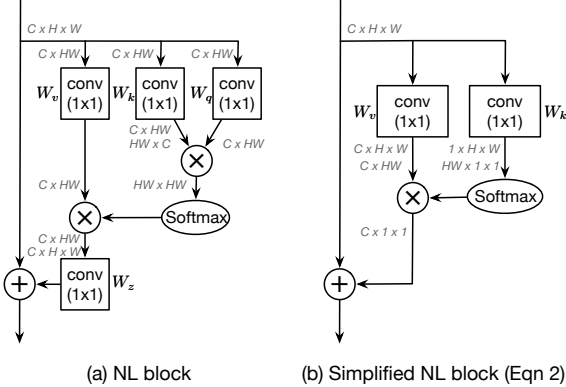 C x H x W
C x HW
C x HW
C x HW
W_v
conv
(1x1)
W_k
conv
(1x1)
W_q
conv
(1x1)
C x HW
HW x C
C x HW
×
HW x HW
C x HW
×
Softmax
C x HW
C x H x W
conv
(1x1)
W_z
+
(a) NL block
C x H x W
W_v
conv
(1x1)
conv
(1x1)
W_k
C x H x W
C x HW
1 x H x W
HW x 1 x 1
×
Softmax
C x 1 x 1
+
(b) Simplified NL block (Eqn 2)